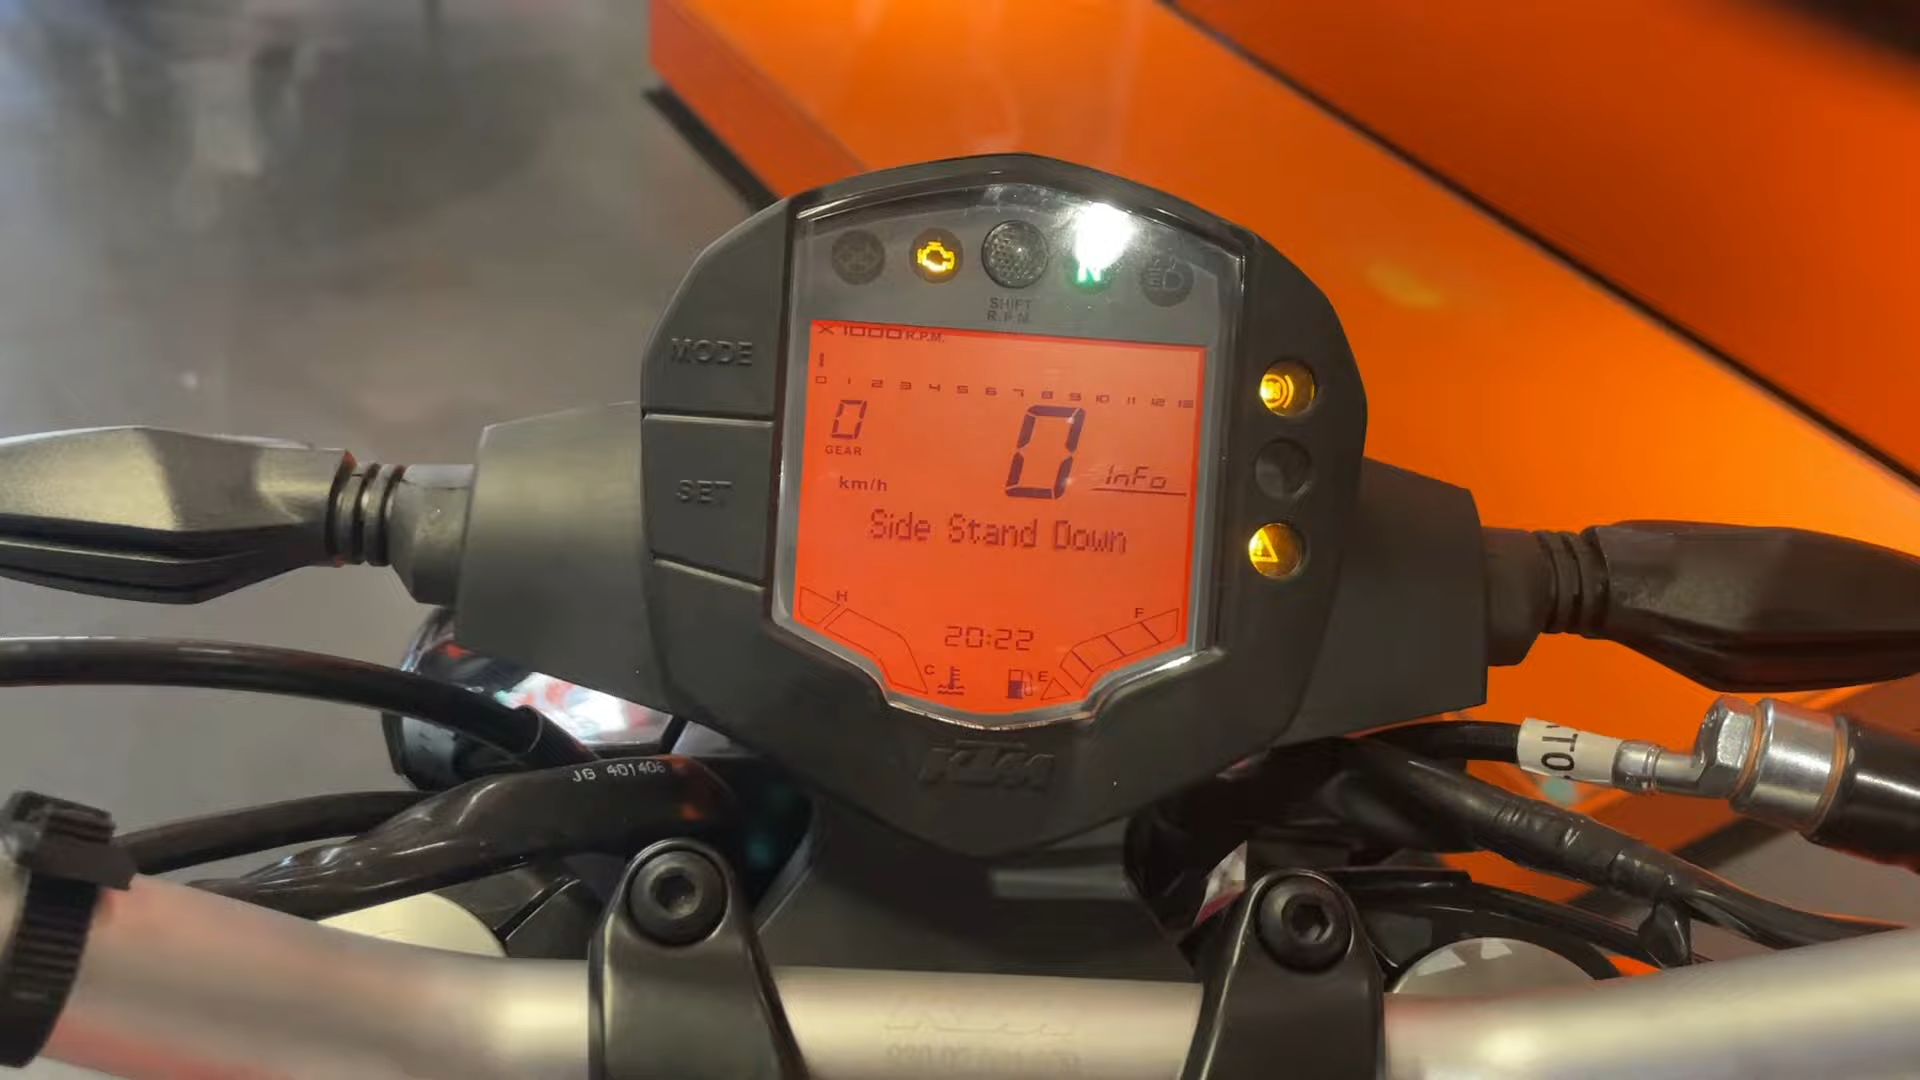 N
SHIFT
R.P.M.
X1000 R.P.M.
0 1 2 3 4 5 6 7 8 9 10 11 12 13
MODE
0
GEAR
0
InFo
km/h
SET
Side Stand Down
H
F
20:22
C
E
KTM
JG 401406